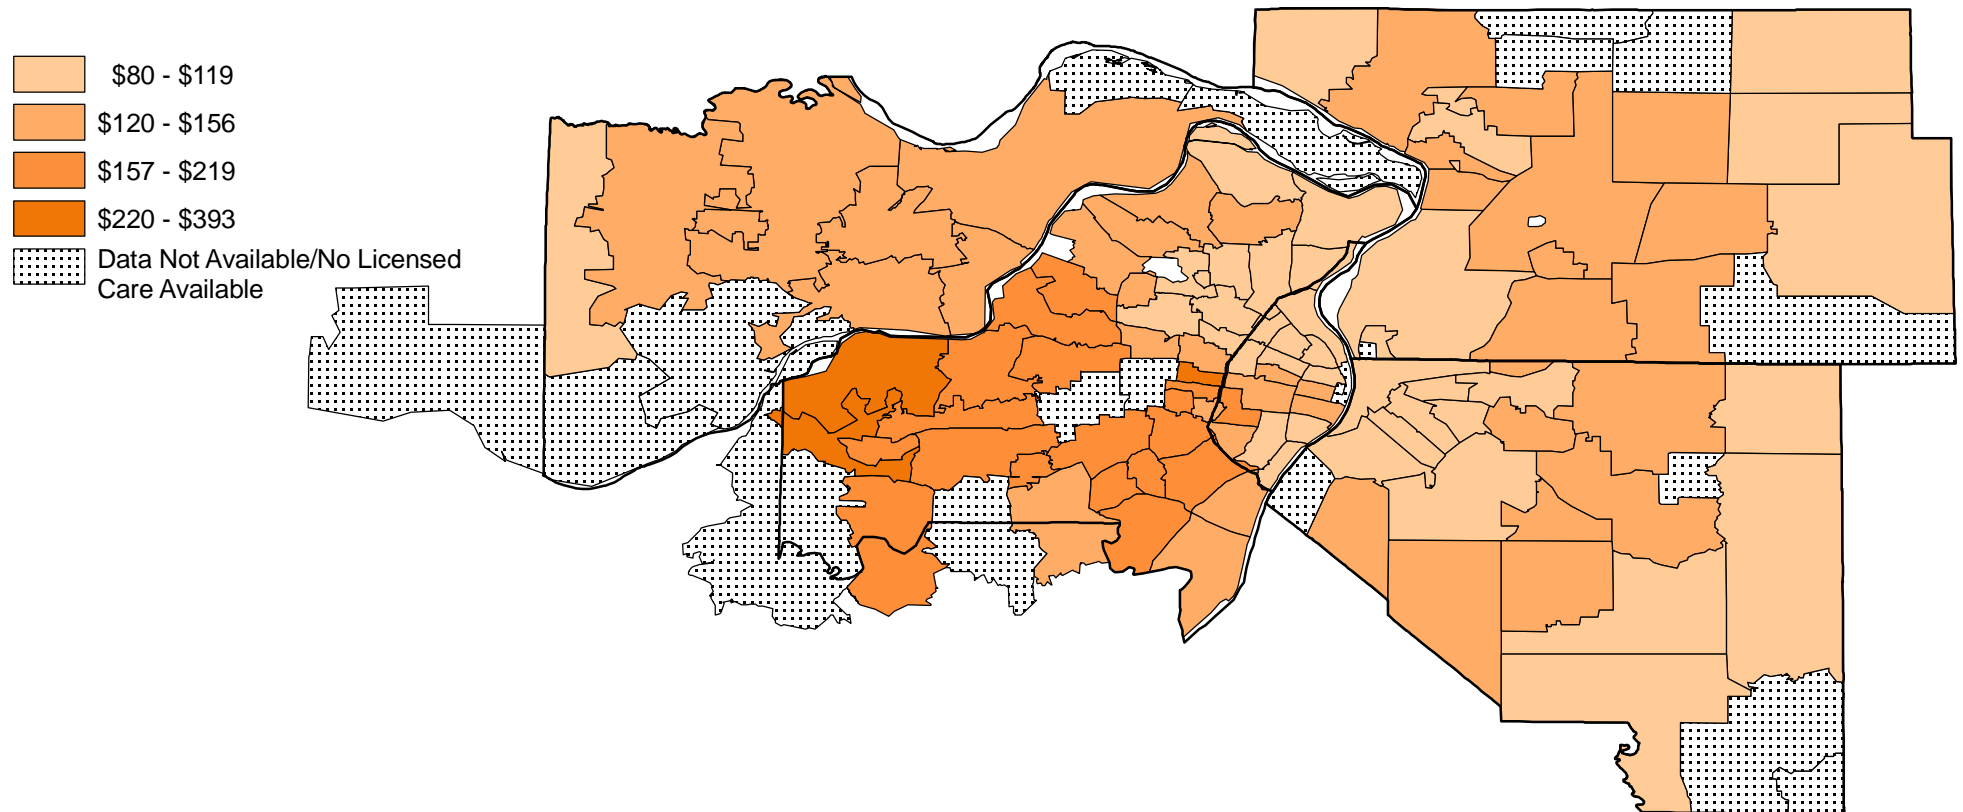 $80 - $119
$120 - $156
$157 - $219
$220 - $393
Data Not Available/No Licensed
Care Available